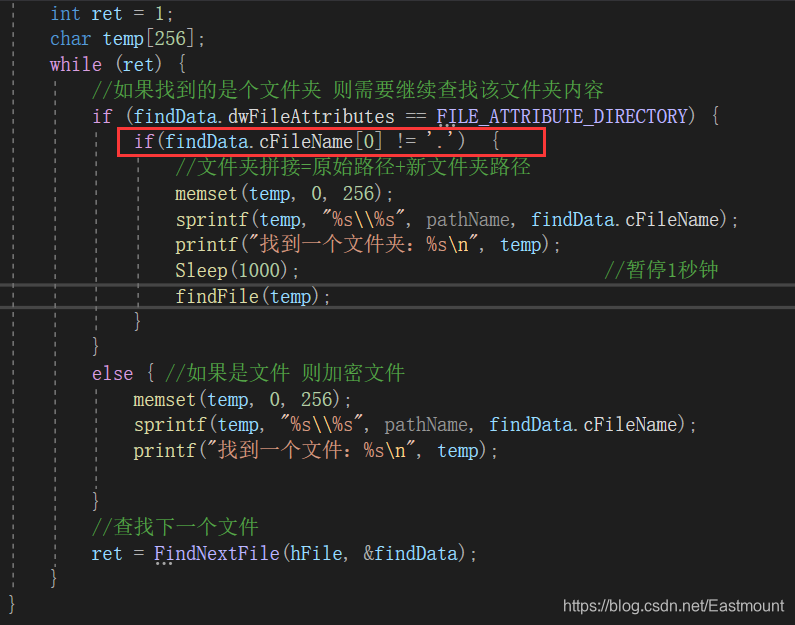 int ret = 1;
char temp[256];
while (ret) {
//如果找到的是个文件夹 则需要继续查找该文件夹内容
if (findData.dwFileAttributes == FILE_ATTRIBUTE_DIRECTORY) {
if(findData.cFileName[0] != '.') {
//文件夹拼接=原始路径+新文件夹路径
memset(temp, 0, 256);
sprintf(temp, "%s\\%s", pathName, findData.cFileName);
printf("找到一个文件夹：%s\n", temp);
Sleep(1000); //暂停1秒钟
findFile(temp);
}
}
else { //如果是文件 则加密文件
memset(temp, 0, 256);
sprintf(temp, "%s\\%s", pathName, findData.cFileName);
printf("找到一个文件：%s\n", temp);
}
//查找下一个文件
ret = FindNextFile(hFile, &findData);
}
}
https://blog.csdn.net/Eastmount